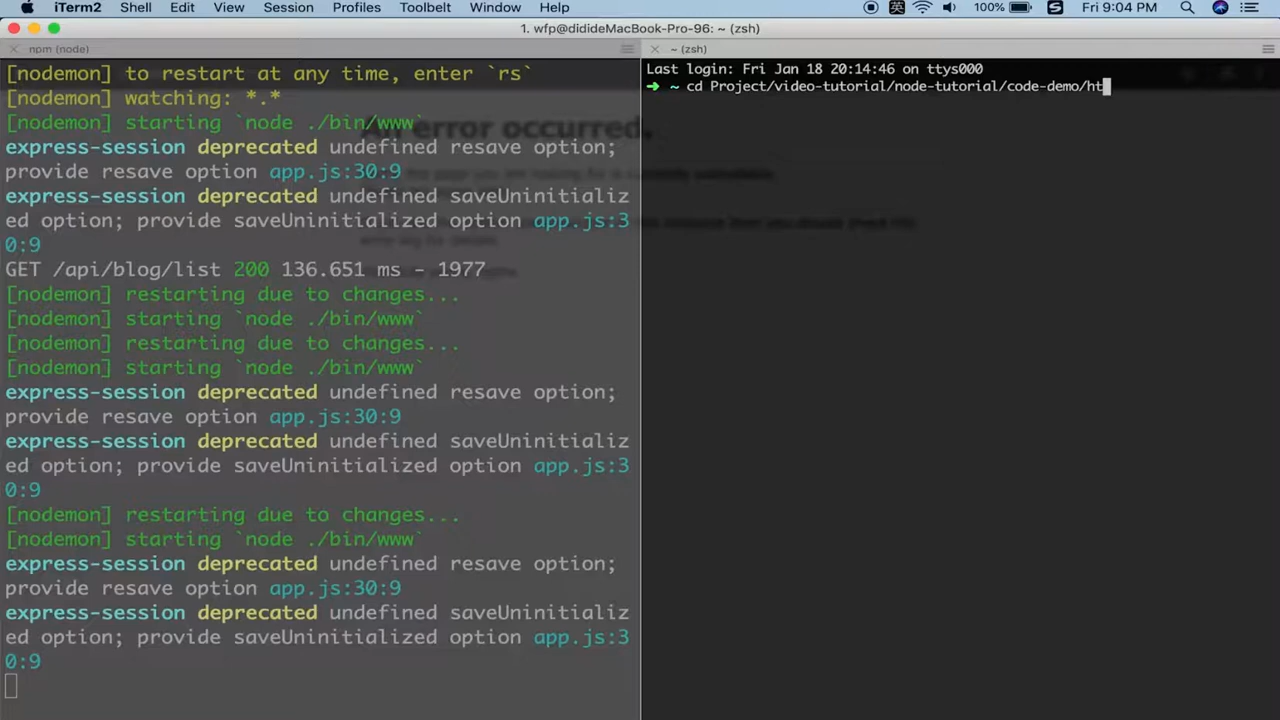 iTerm2 Shell Edit View Session Profiles Toolbelt Window Help 英 100% S Fri 9:04 PM
1. wfp@dideMacBook-Pro-96: ~ (zsh)
npm (node)
~ (zsh)
[nodemon] to restart at any time, enter `rs`
[nodemon] watching: *.*
[nodemon] starting `node ./bin/www`
express-session deprecated undefined resave option;
provide resave option app.js:30:9
express-session deprecated undefined saveUninitializ
ed option; provide saveUninitialized option app.js:3
0:9
GET /api/blog/list 200 136.651 ms - 1977
[nodemon] restarting due to changes...
[nodemon] starting `node ./bin/www`
[nodemon] restarting due to changes...
[nodemon] starting `node ./bin/www`
express-session deprecated undefined resave option;
provide resave option app.js:30:9
express-session deprecated undefined saveUninitializ
ed option; provide saveUninitialized option app.js:3
0:9
[nodemon] restarting due to changes...
[nodemon] starting `node ./bin/www`
express-session deprecated undefined resave option;
provide resave option app.js:30:9
express-session deprecated undefined saveUninitializ
ed option; provide saveUninitialized option app.js:3
0:9
Last login: Fri Jan 18 20:14:46 on ttys000
➜ ~ cd Project/video-tutorial/node-tutorial/code-demo/ht
An error occurred.